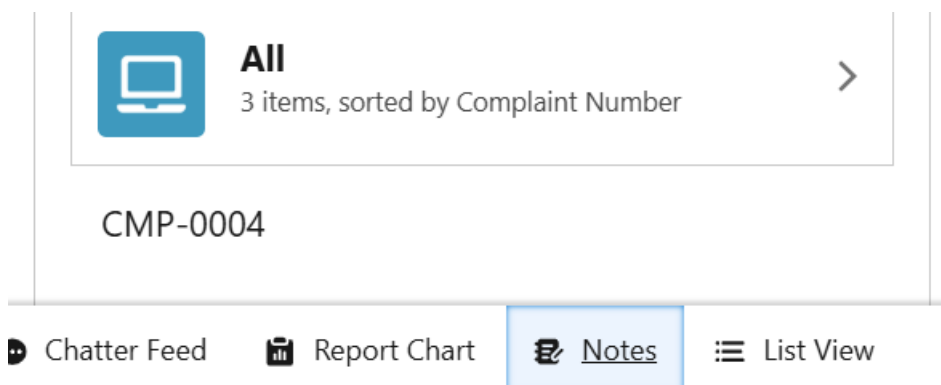 All
3 items, sorted by Complaint Number
CMP-0004
Chatter Feed Report Chart Notes List View